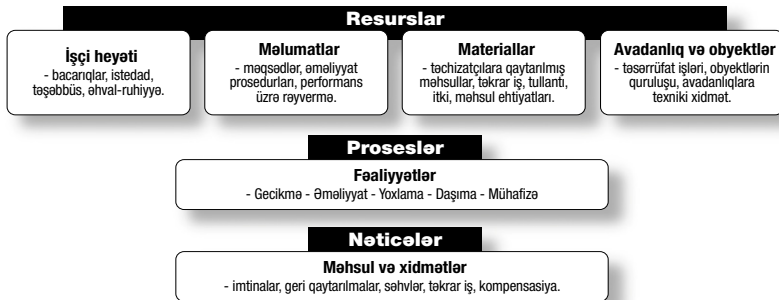 Resurslar
İşçi heyəti
- bacarıqlar, istedad,
təşəbbüs, əhval-ruhiyyə.
Məlumatlar
- məqsədlər, əməliyyat
prosedurları, performans
üzrə rəyvermə.
Materiallar
- təchizatçılara qaytarılmış
məhsullar, təkrar iş, tullantı,
itki, məhsul ehtiyatları.
Avadanlıq və obyektlər
- təsərrüfat işləri, obyektlərin
quruluşu, avadanlıqlara
texniki xidmət.
Proseslər
Fəaliyyətlər
- Gecikmə - Əməliyyat - Yoxlama - Daşıma - Mühafizə
Nəticələr
Məhsul və xidmətlər
- imtinalar, geri qaytarılmalar, səhvlər, təkrar iş, kompensasiya.